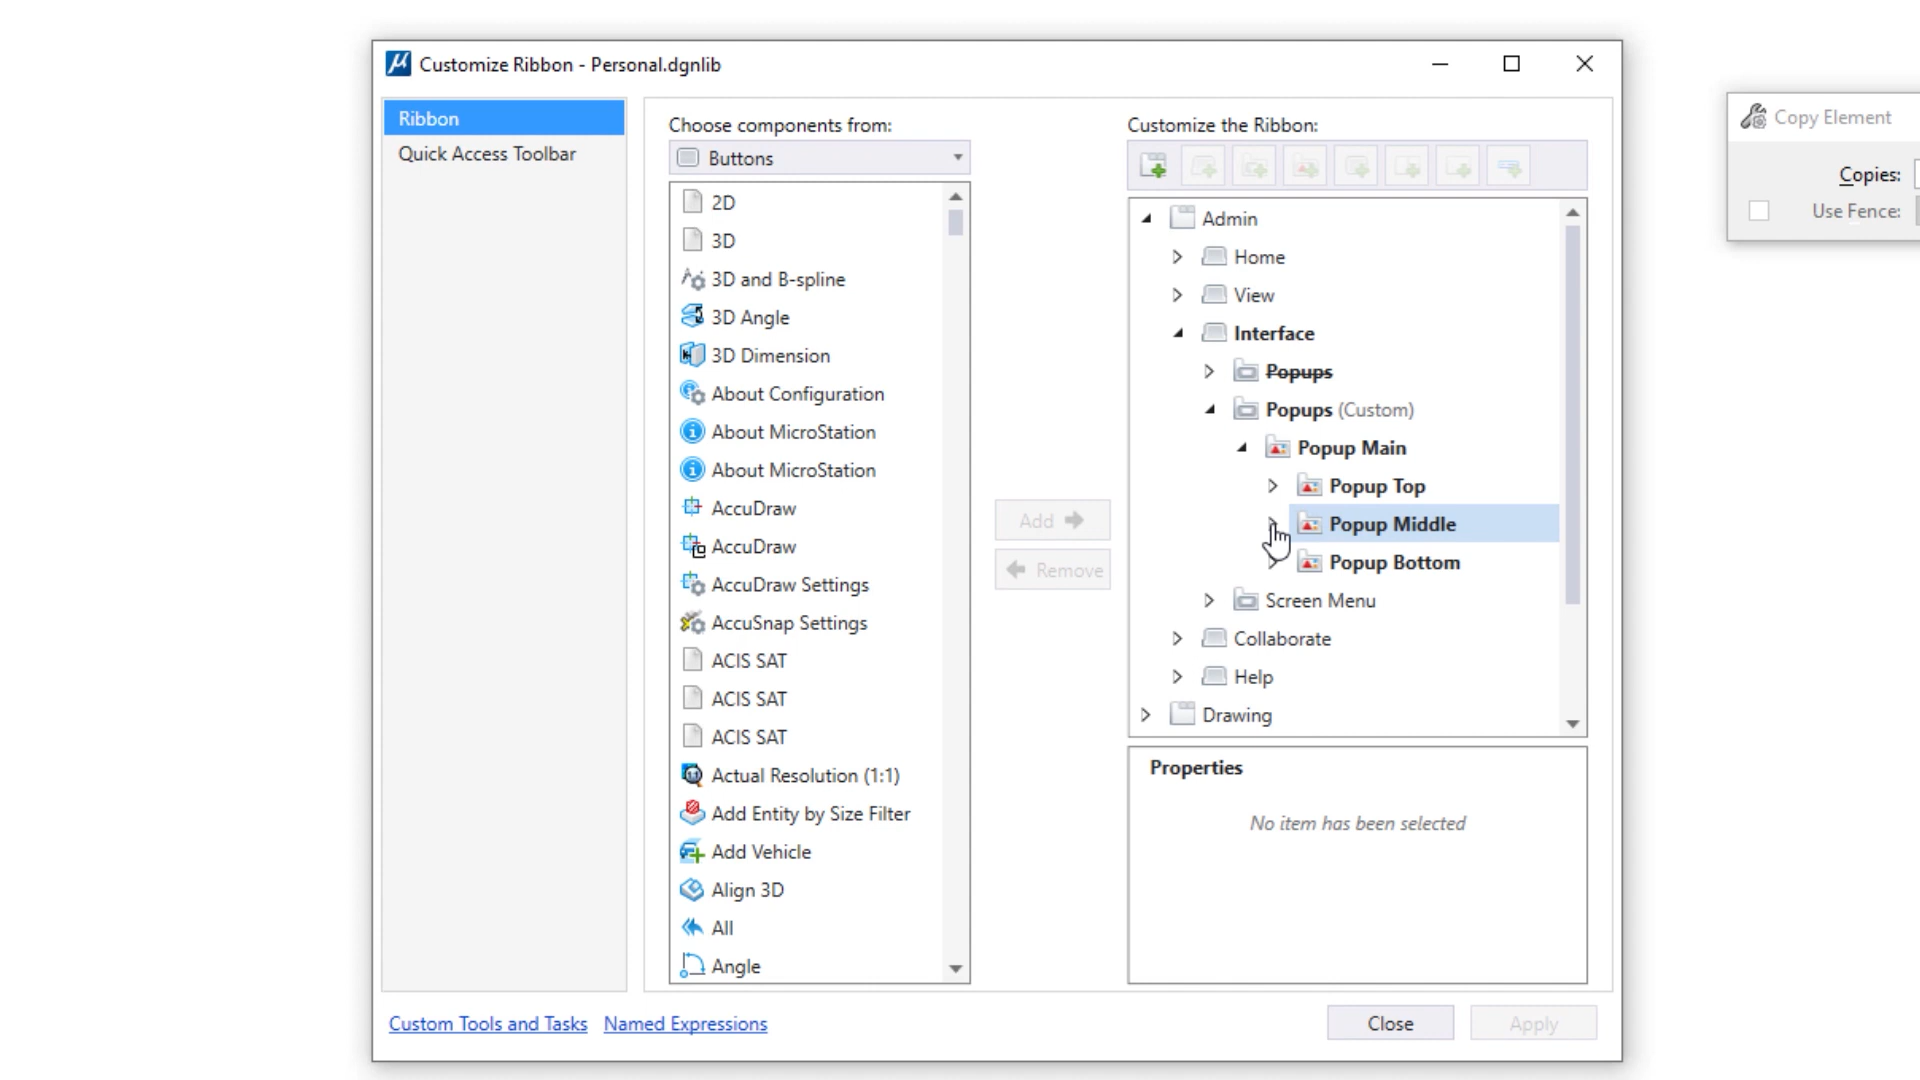 Customize Ribbon - Personal.dgnlib
Ribbon
Quick Access Toolbar
Choose components from:
Buttons
2D
3D
3D and B-spline
3D Angle
3D Dimension
About Configuration
About MicroStation
About MicroStation
AccuDraw
AccuDraw
AccuDraw Settings
AccuSnap Settings
ACIS SAT
ACIS SAT
ACIS SAT
Actual Resolution (1:1)
Add Entity by Size Filter
Add Vehicle
Align 3D
All
Angle
Add
Remove
Customize the Ribbon:
Admin
Home
View
Interface
Popups
Popups (Custom)
Popup Main
Popup Top
Popup Middle
Popup Bottom
Screen Menu
Collaborate
Help
Drawing
Properties
No item has been selected
Custom Tools and Tasks
Named Expressions
Close
Apply
Copy Element
Copies:
Use Fence: